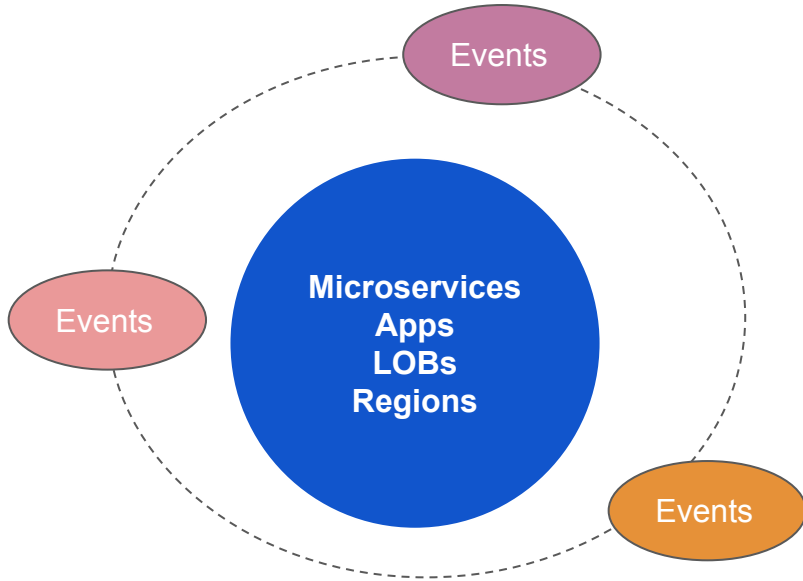 Events
Microservices
Apps
LOBs
Regions
Events
Events